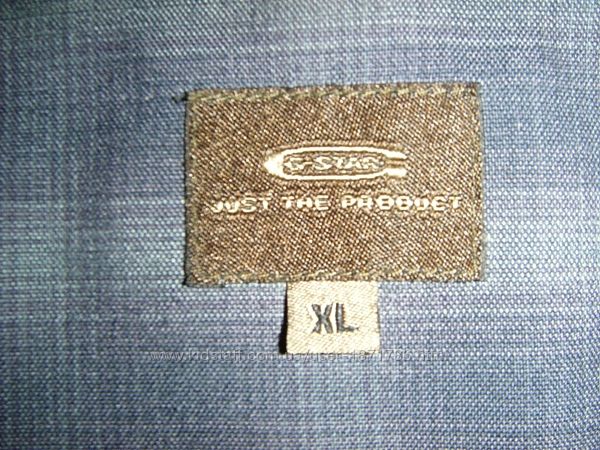 G-STAR
JUST THE PRODUCT
XL